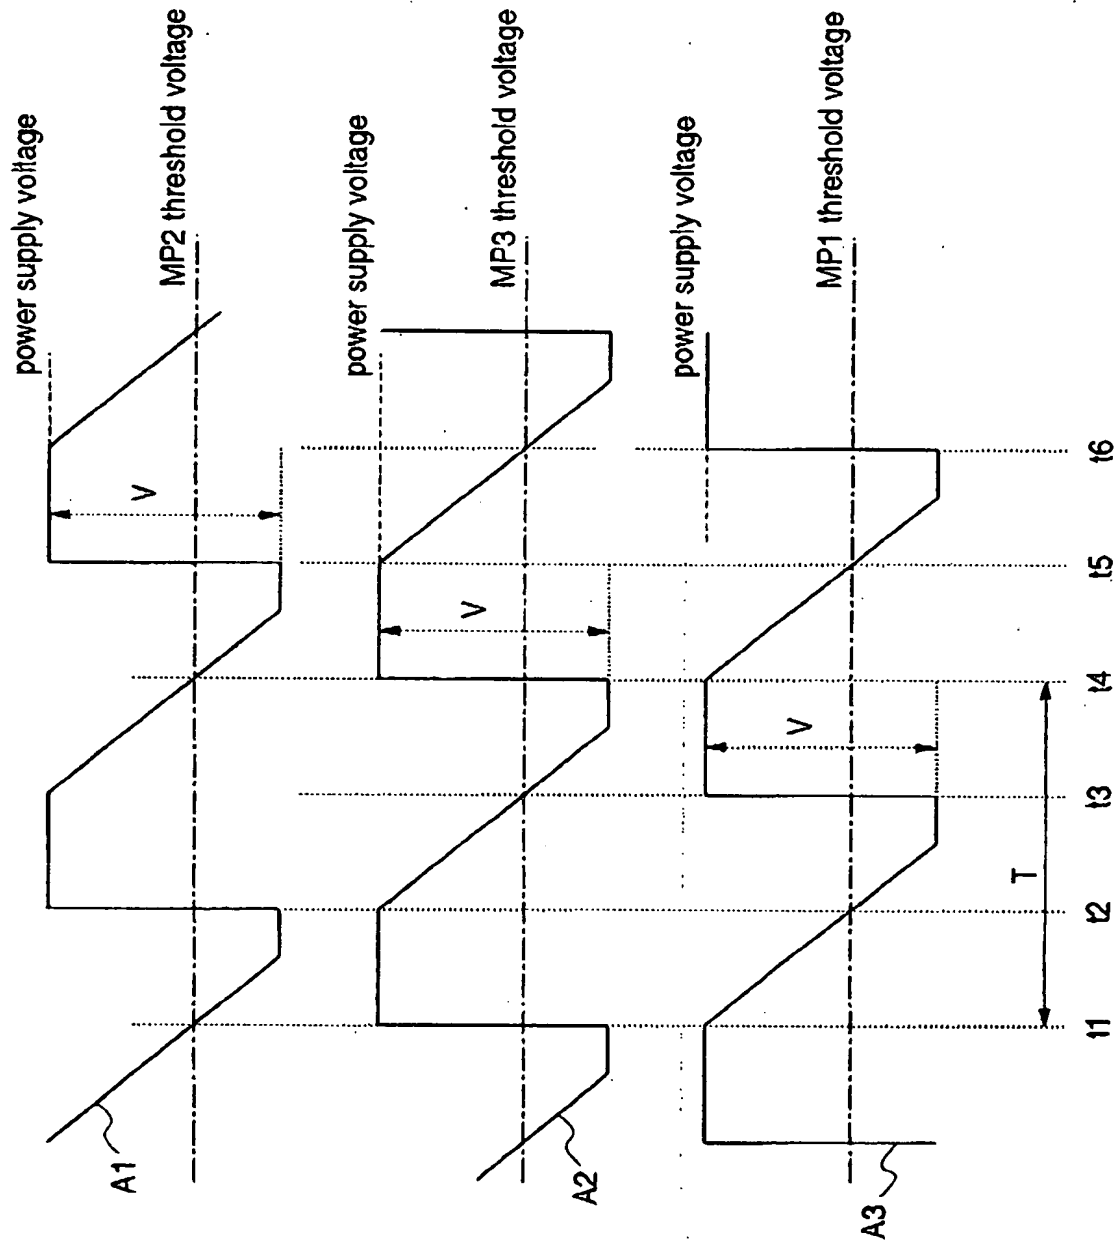 power supply voltage
V
MP2 threshold voltage
A1
power supply voltage
V
MP3 threshold voltage
A2
power supply voltage
V
MP1 threshold voltage
A3
T
t1 t2 t3 t4 t5 t6